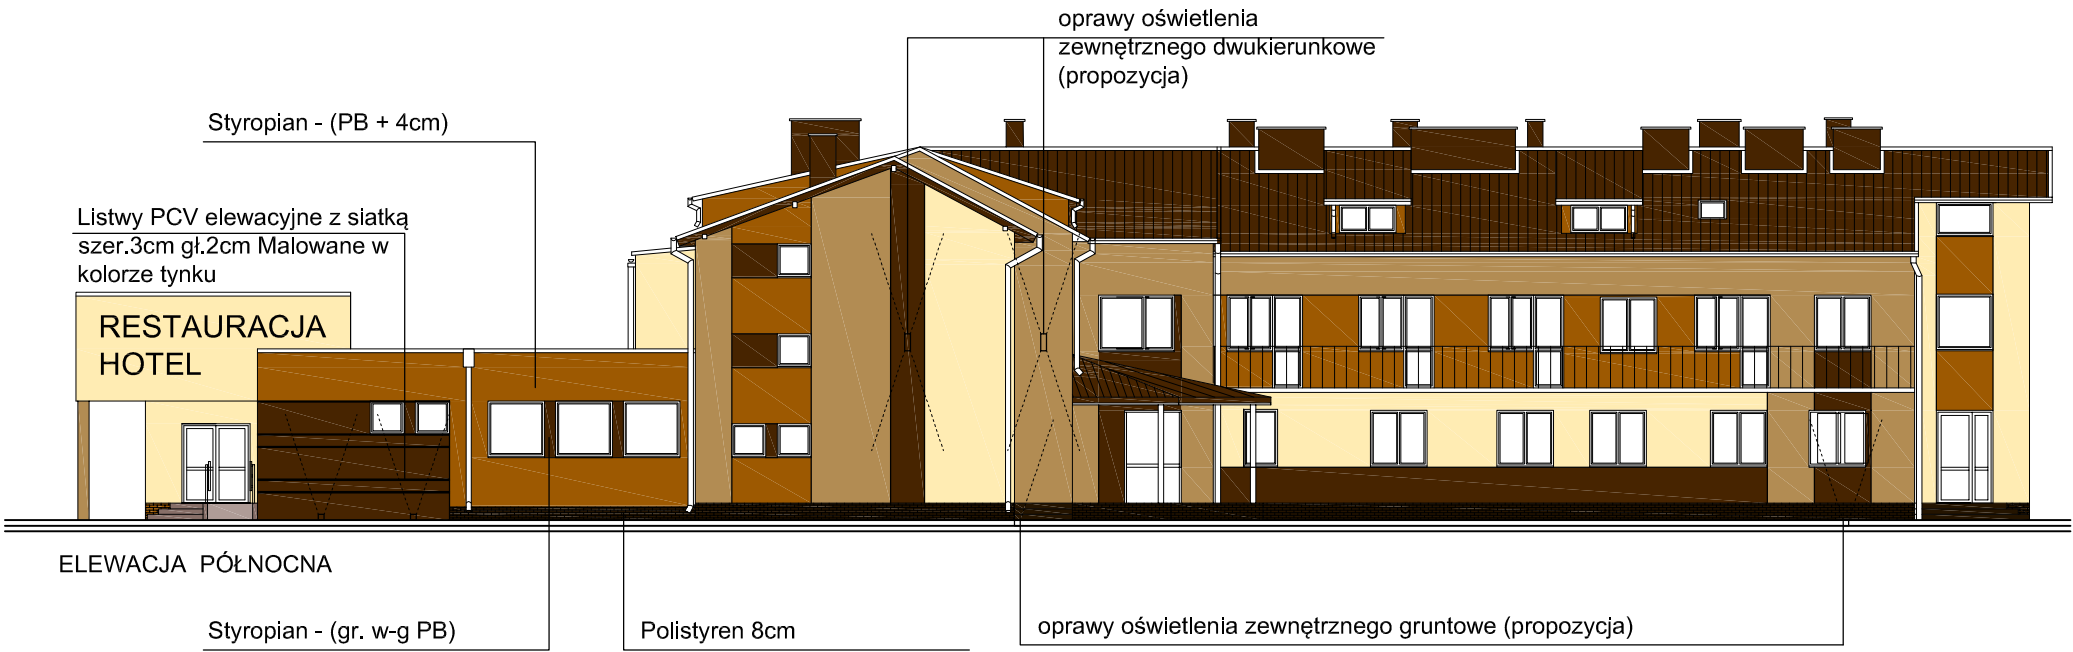 oprawy oświetlenia
zewnętrznego dwukierunkowe
(propozycja)
Styropian - (PB + 4cm)
Listwy PCV elewacyjne z siatką
szer.3cm gł.2cm Malowane w
kolorze tynku
RESTAURACJA
HOTEL
ELEWACJA PÓŁNOCNA
Styropian - (gr. w-g PB)
Polistyren 8cm
oprawy oświetlenia zewnętrznego gruntowe (propozycja)